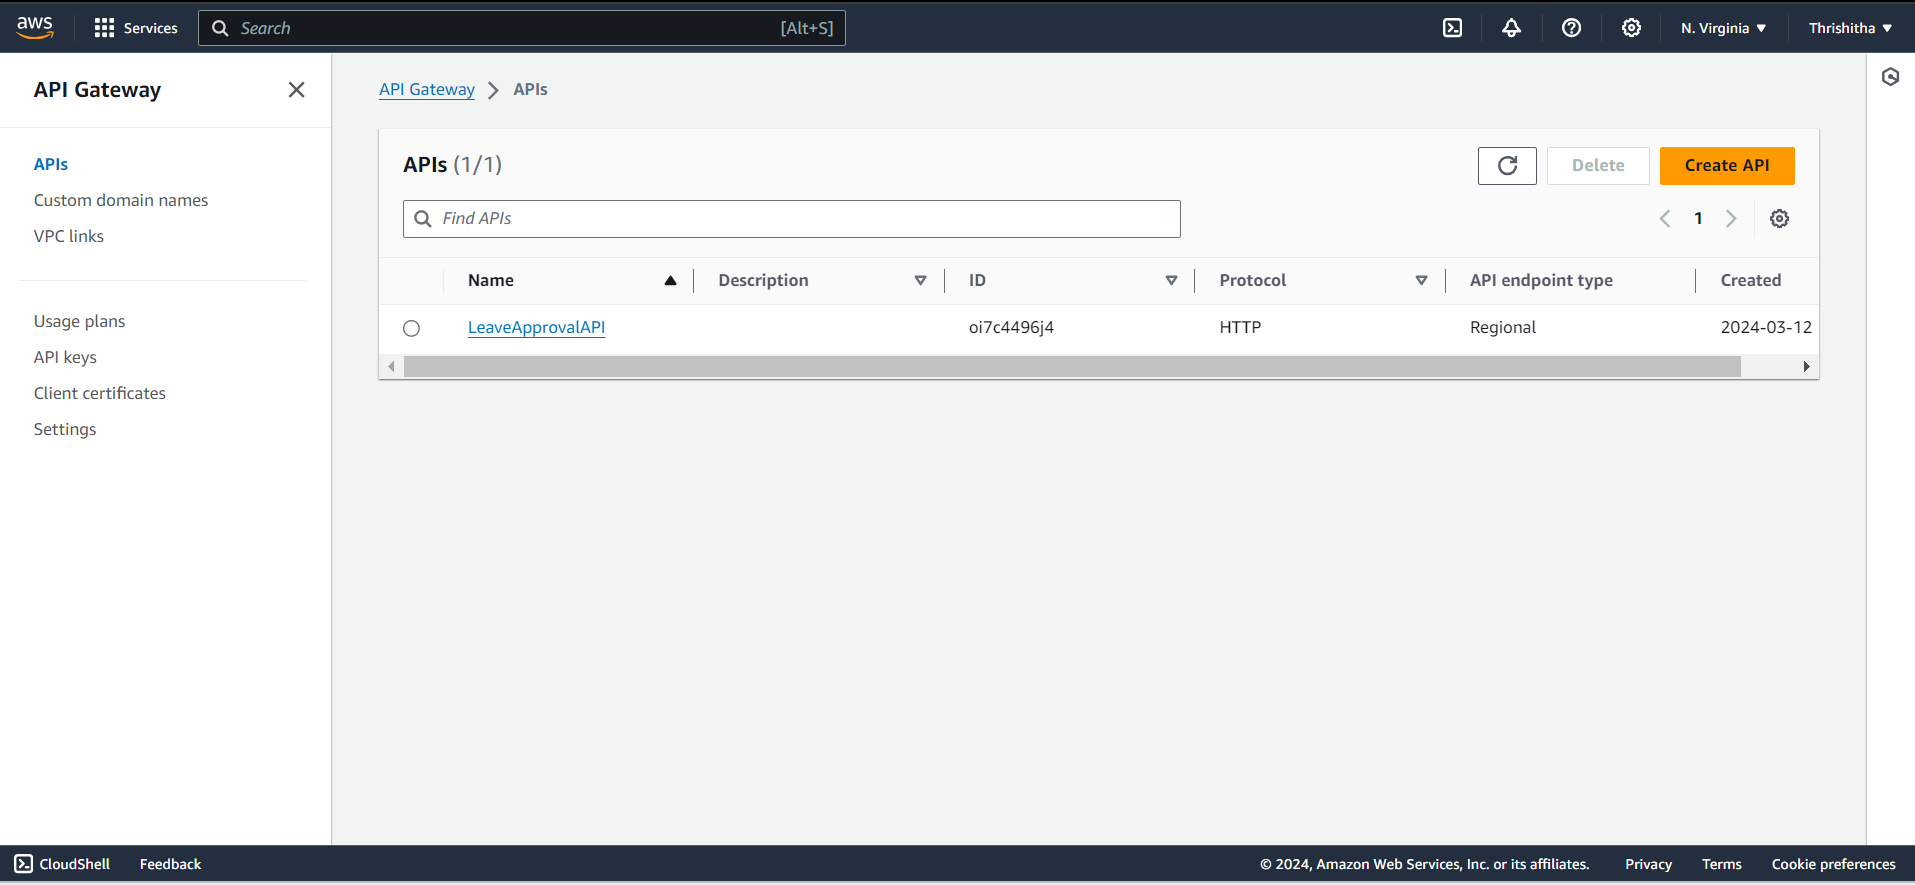 aws Services Search [Alt+S] N. Virginia Thrishitha
API Gateway
APIs
Custom domain names
VPC links
Usage plans
API keys
Client certificates
Settings
API Gateway APIs
APIs (1/1) Delete Create API
Find APIs 1
Name Description ID Protocol API endpoint type Created
LeaveApprovalAPI oi7c4496j4 HTTP Regional 2024-03-12
CloudShell Feedback © 2024, Amazon Web Services, Inc. or its affiliates. Privacy Terms Cookie preferences